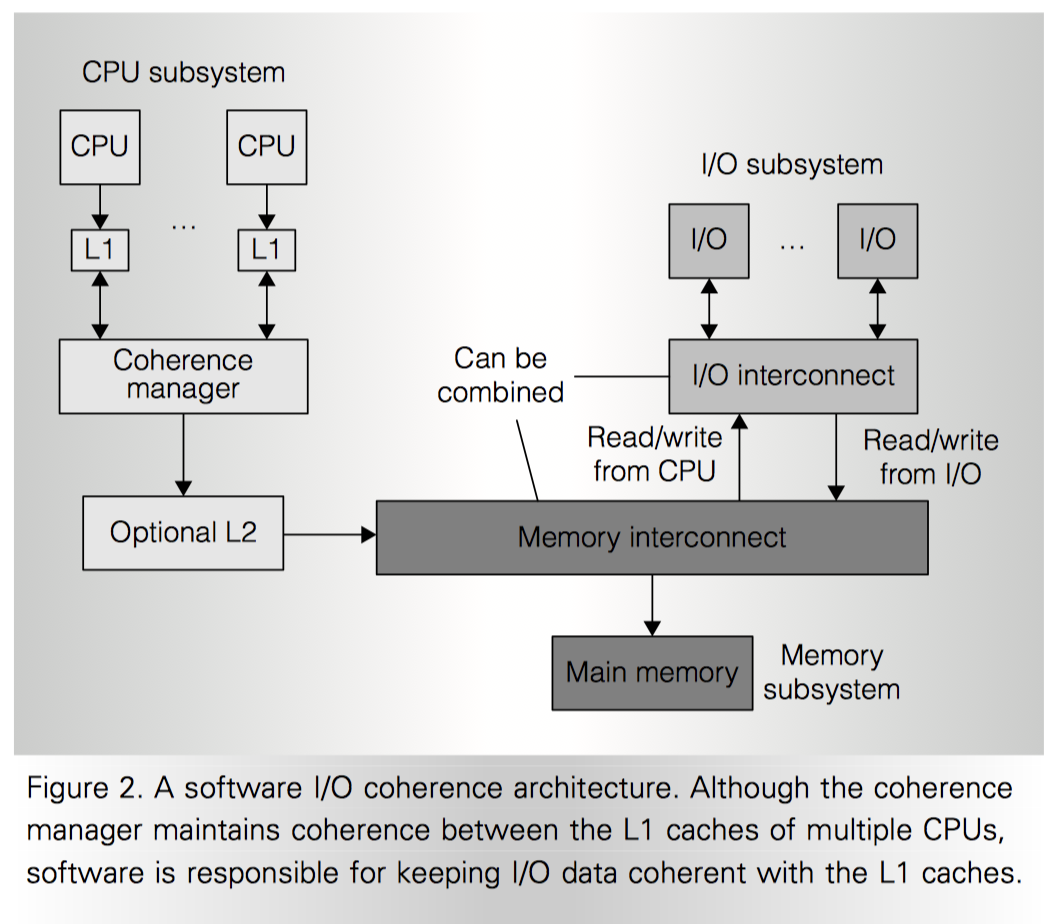 CPU subsystem
CPU
CPU
...
L1
L1
Coherence
manager
Optional L2
I/O subsystem
I/O
...
I/O
I/O interconnect
Can be
combined
Read/write
from CPU
Read/write
from I/O
Memory interconnect
Main memory
Memory
subsystem
Figure 2. A software I/O coherence architecture. Although the coherence
manager maintains coherence between the L1 caches of multiple CPUs,
software is responsible for keeping I/O data coherent with the L1 caches.